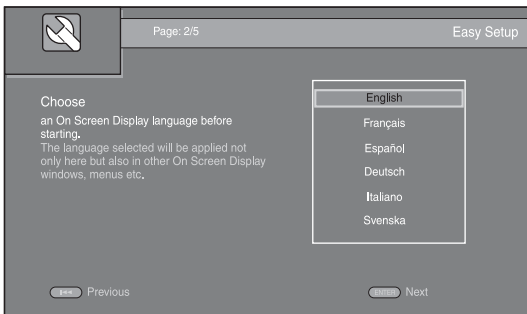 Page: 2/5
Easy Setup
Choose
an On Screen Display language before
starting.
The language selected will be applied not
only here but also in other On Screen Display
windows, menus etc.
English
Français
Español
Deutsch
Italiano
Svenska
Previous
ENTER Next